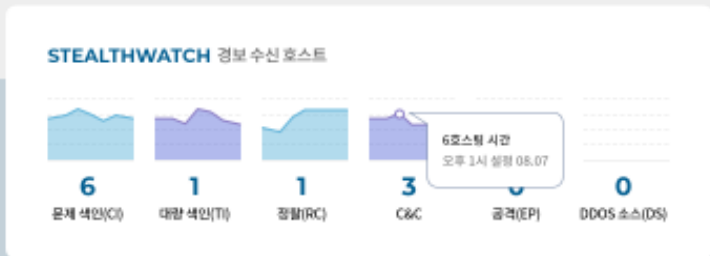 STEALTHWATCH 경보 수신 호스트
6호스팅 시간
오후 1시 설령 08.07
6
1
1
3
0
0
문제 색인(CI)
대량 색인(TI)
정찰(RC)
C&C
공격(EP)
DDOS 소스(DS)